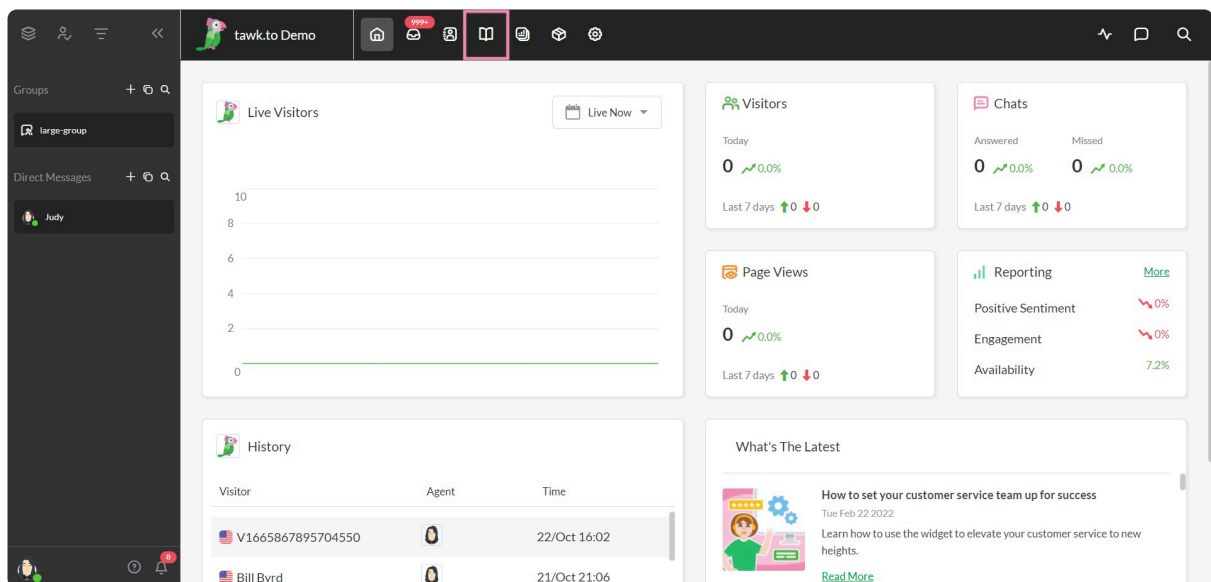 tawk.to Demo
999+
Groups
large-group
Direct Messages
Judy
8
Live Visitors
Live Now
10
8
6
4
2
0
Visitors
Today
0 0.0%
Last 7 days 0 0
Chats
Answered Missed
0 0.0% 0 0.0%
Last 7 days 0 0
Page Views
Today
0 0.0%
Last 7 days 0 0
Reporting More
Positive Sentiment 0%
Engagement 0%
Availability 7.2%
History
Visitor Agent Time
V1665867895704550 22/Oct 16:02
Bill Byrd 21/Oct 21:06
What's The Latest
How to set your customer service team up for success
Tue Feb 22 2022
Learn how to use the widget to elevate your customer service to new
heights.
Read More